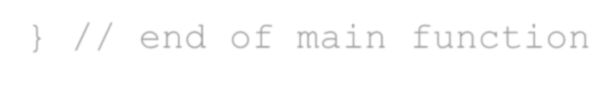 } // end of main function